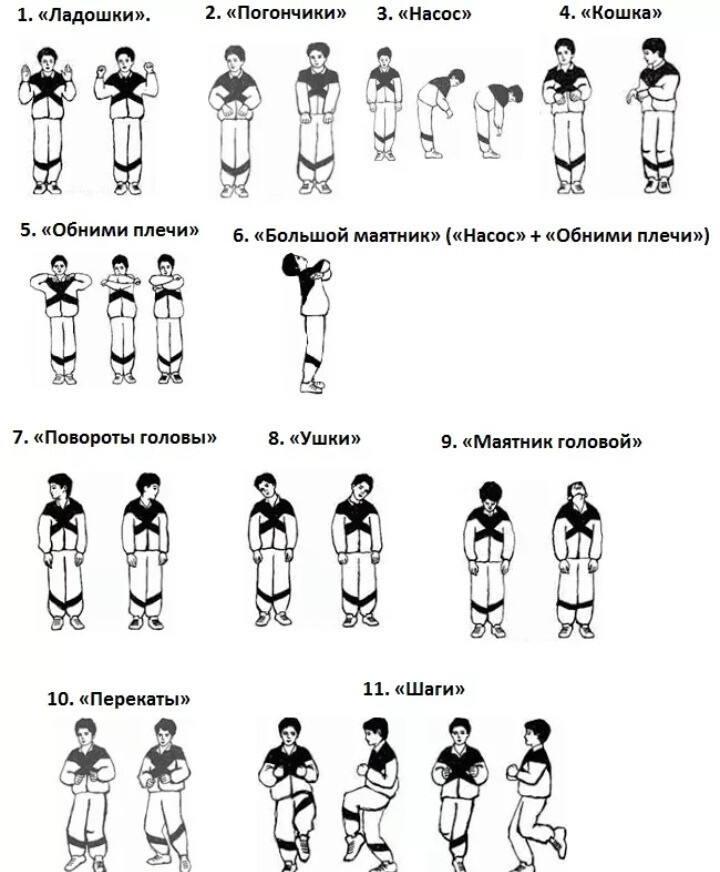 1. «Ладошки».
2. «Погончики»
3. «Насос»
4. «Кошка»
5. «Обними плечи»
6. «Большой маятник» («Насос» + «Обними плечи»)
7. «Повороты головы»
8. «Ушки»
9. «Маятник головой»
10. «Перекаты»
11. «Шаги»